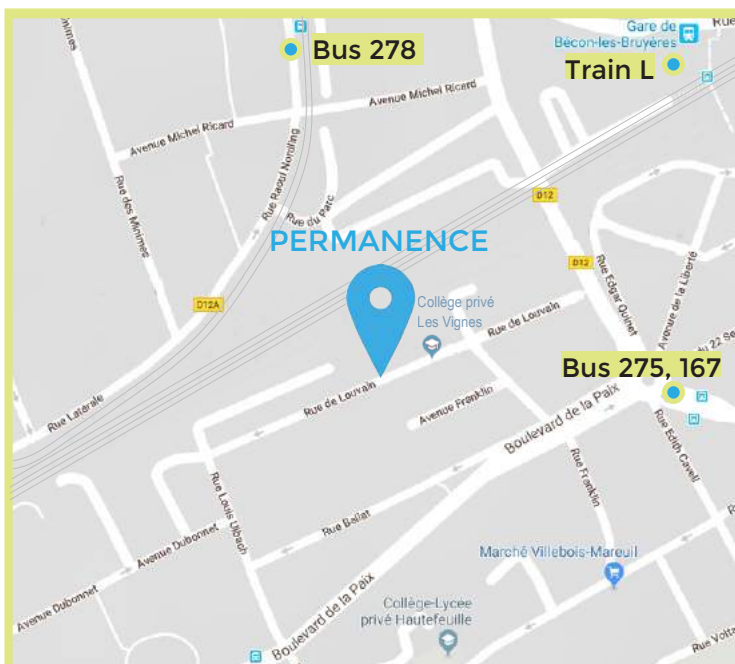 Rue
Gare de
Bécon-les-Bruyères
Bus 278
Train L
Avenue Michel Ricard
Avenue Michel Ricard
Rue des Minimes
Rue Raoul Nordling
Rue du Parc
D12
PERMANENCE
D12
Rue Edgar Quinet
Avenue de la Liberté
D12A
Collège privé
Les Vignes
Rue de Louvain
Bus 275, 167
Rue Latérale
Rue de Louvain
Avenue Franklin
Boulevard de la Paix
Rue Edith Cavell
Rue Franklin
Rue Louis Ulbach
Rue Ballat
Avenue Dubonnet
Avenue Dubonnet
Marché Villebois-Mareuil
Collège-Lycée
privé Hautefeuille
Boulevard de la Paix
Rue Volta